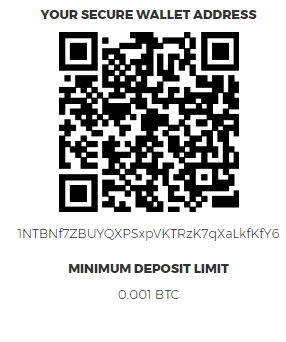 YOUR SECURE WALLET ADDRESS
1NTBNf7ZBUYQXPSxpVKTRzK7qXaLkfKfY6
MINIMUM DEPOSIT LIMIT
0.001 BTC